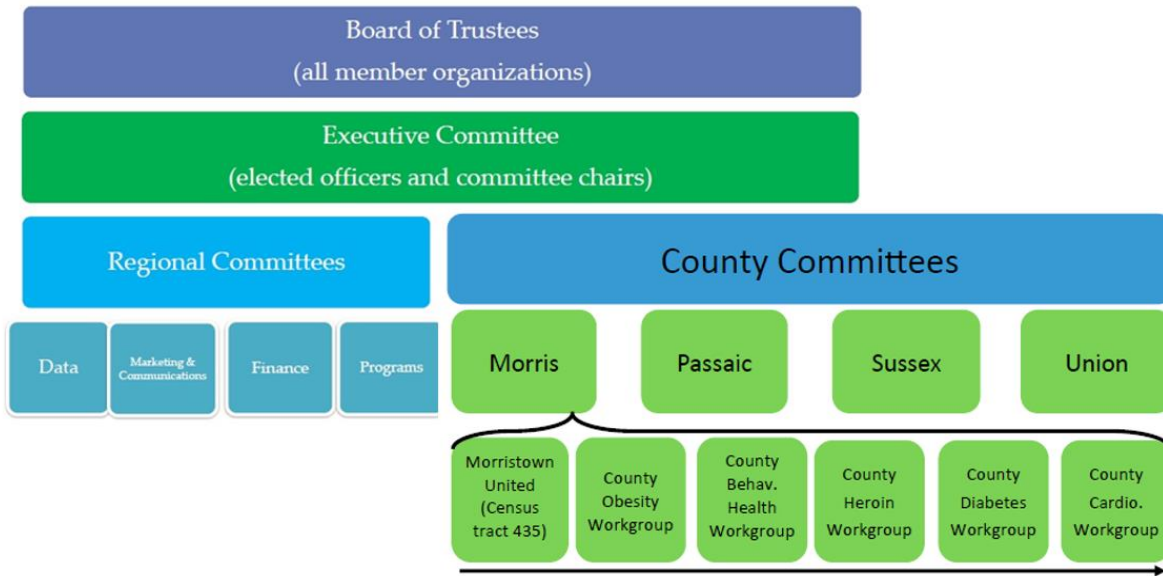 Board of Trustees
(all member organizations)
Executive Committee
(elected officers and committee chairs)
Regional Committees
County Committees
Data
Marketing &
Communications
Finance
Programs
Morris
Passaic
Sussex
Union
Morristown
United
(Census
tract 435)
County
Obesity
Workgroup
County
Behav.
Health
Workgroup
County
Heroin
Workgroup
County
Diabetes
Workgroup
County
Cardio.
Workgroup